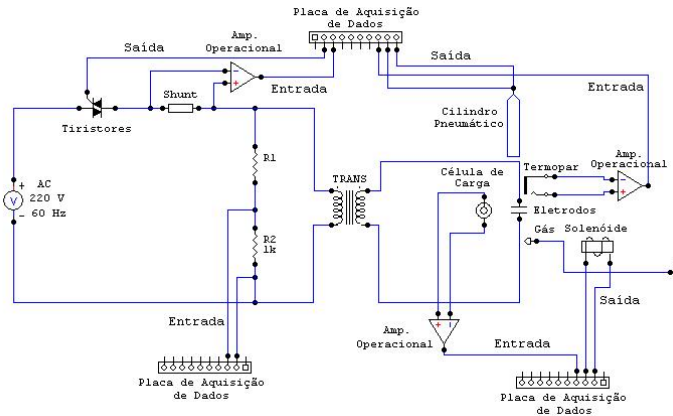 Placa de Aquisição
de Dados
Saída
Amp.
Operacional
Saída
Entrada
Entrada
Shunt
Tiristores
Cilindro
Pneumático
R1
Amp.
Operacional
TRANS
Célula de
Carga
Termopar
+ AC
V 220 V
- 60 Hz
Eletrodos
R2
1k
Gás
Solenóide
Saída
Entrada
Amp.
Operacional
Entrada
Placa de Aquisição
de Dados
Placa de Aquisição
de Dados